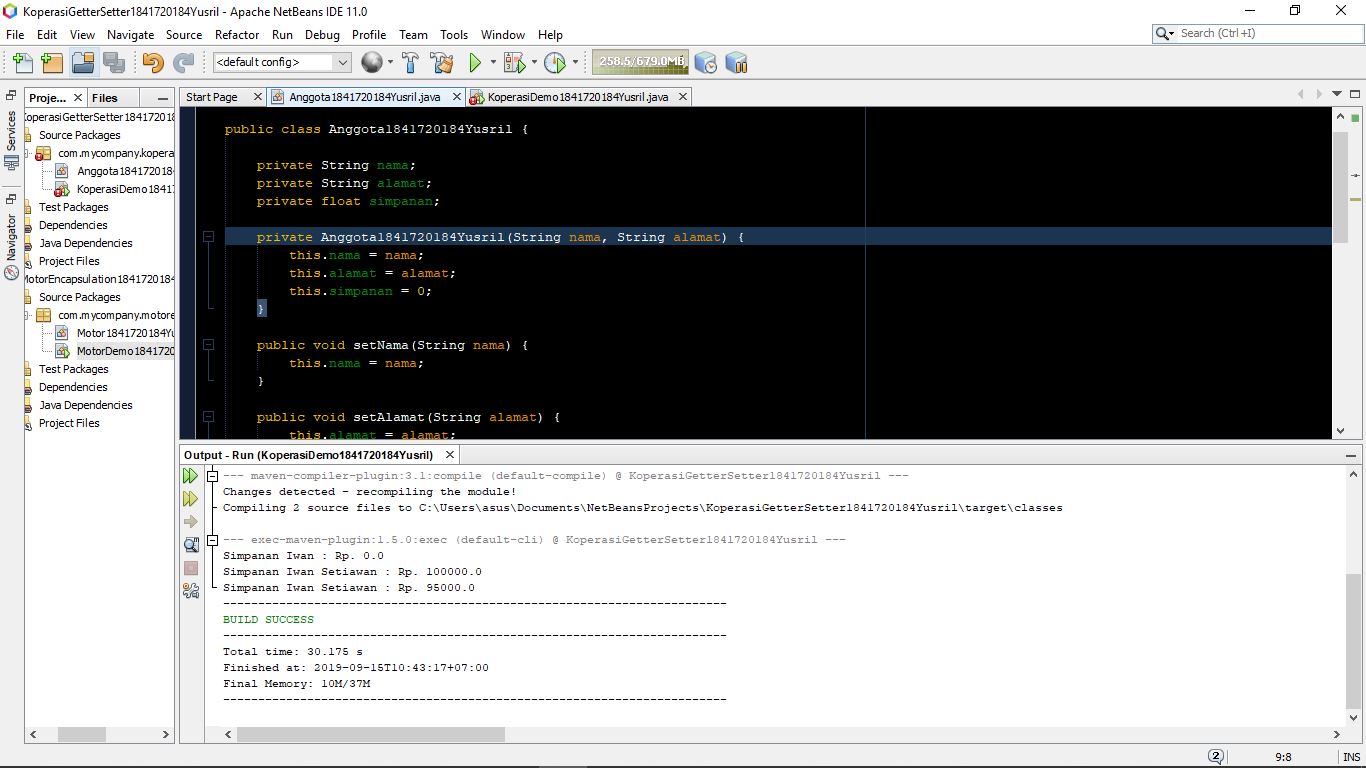 KoperasiGetterSetter1841720184Yusril - Apache NetBeans IDE 11.0
File Edit View Navigate Source Refactor Run Debug Profile Team Tools Window Help
Search (Ctrl+I)
<default config>
258.5/679.0MB
Services
Navigator
Proje... Files
KoperasiGetterSetter18417201
Source Packages
com.mycompany.kopera
Anggota184172018
KoperasiDemo1841
Test Packages
Dependencies
Java Dependencies
Project Files
MotorEncapsulation184172018
Source Packages
com.mycompany.motore
Motor1841720184Yu
MotorDemo1841720
Test Packages
Dependencies
Java Dependencies
Project Files
Start Page Anggota1841720184Yusril.java KoperasiDemo1841720184Yusril.java
public class Anggota1841720184Yusril {
private String nama;
private String alamat;
private float simpanan;
private Anggota1841720184Yusril(String nama, String alamat) {
this.nama = nama;
this.alamat = alamat;
this.simpanan = 0;
}
public void setNama(String nama) {
this.nama = nama;
}
public void setAlamat(String alamat) {
this.alamat = alamat;
Output - Run (KoperasiDemo1841720184Yusril)
--- maven-compiler-plugin:3.1:compile (default-compile) @ KoperasiGetterSetter1841720184Yusril ---
Changes detected - recompiling the module!
Compiling 2 source files to C:\Users\asus\Documents\NetBeansProjects\KoperasiGetterSetter1841720184Yusril\target\classes
--- exec-maven-plugin:1.5.0:exec (default-cli) @ KoperasiGetterSetter1841720184Yusril ---
Simpanan Iwan : Rp. 0.0
Simpanan Iwan Setiawan : Rp. 100000.0
Simpanan Iwan Setiawan : Rp. 95000.0
------------------------------------------------------------------------
BUILD SUCCESS
------------------------------------------------------------------------
Total time: 30.175 s
Finished at: 2019-09-15T10:43:17+07:00
Final Memory: 10M/37M
------------------------------------------------------------------------
2 9:8 INS